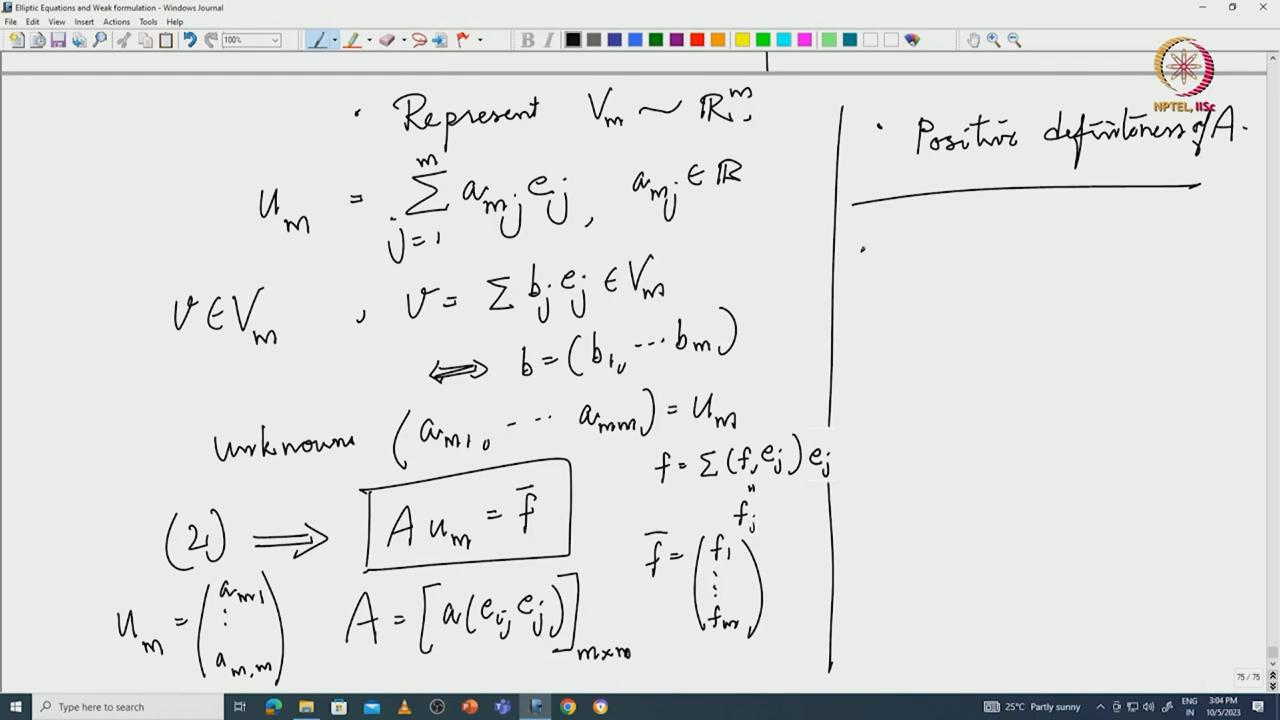 Elliptic Equations and Weak formulation - Windows Journal
File Edit View Insert Actions Tools Help
100%
B I
NPTEL, IISc
· Represent V_m ~ ℝ^m,
u_m = ∑_{j=1}^{m} a_{mj} e_j, a_{mj} ∈ ℝ
v ∈ V_m , v = ∑ b_j e_j ∈ V_m
⟺ b = (b_1, ... b_m)
unknowns (a_{m1}, - ... a_{mm}) = u_m
f = ∑ (f, e_j) e_j
"
f_j
(2) ⟹ A u_m = f̄
f̄ = (f_1 ⋮ f_m)
u_m = (a_{m1} ⋮ a_{m,m})
A = [a(e_i, e_j)]_{m×m}
· Positive definiteness of A.
·
75 / 75
Type here to search
25°C Partly sunny
ENG
IN
3:04 PM
10/5/2023